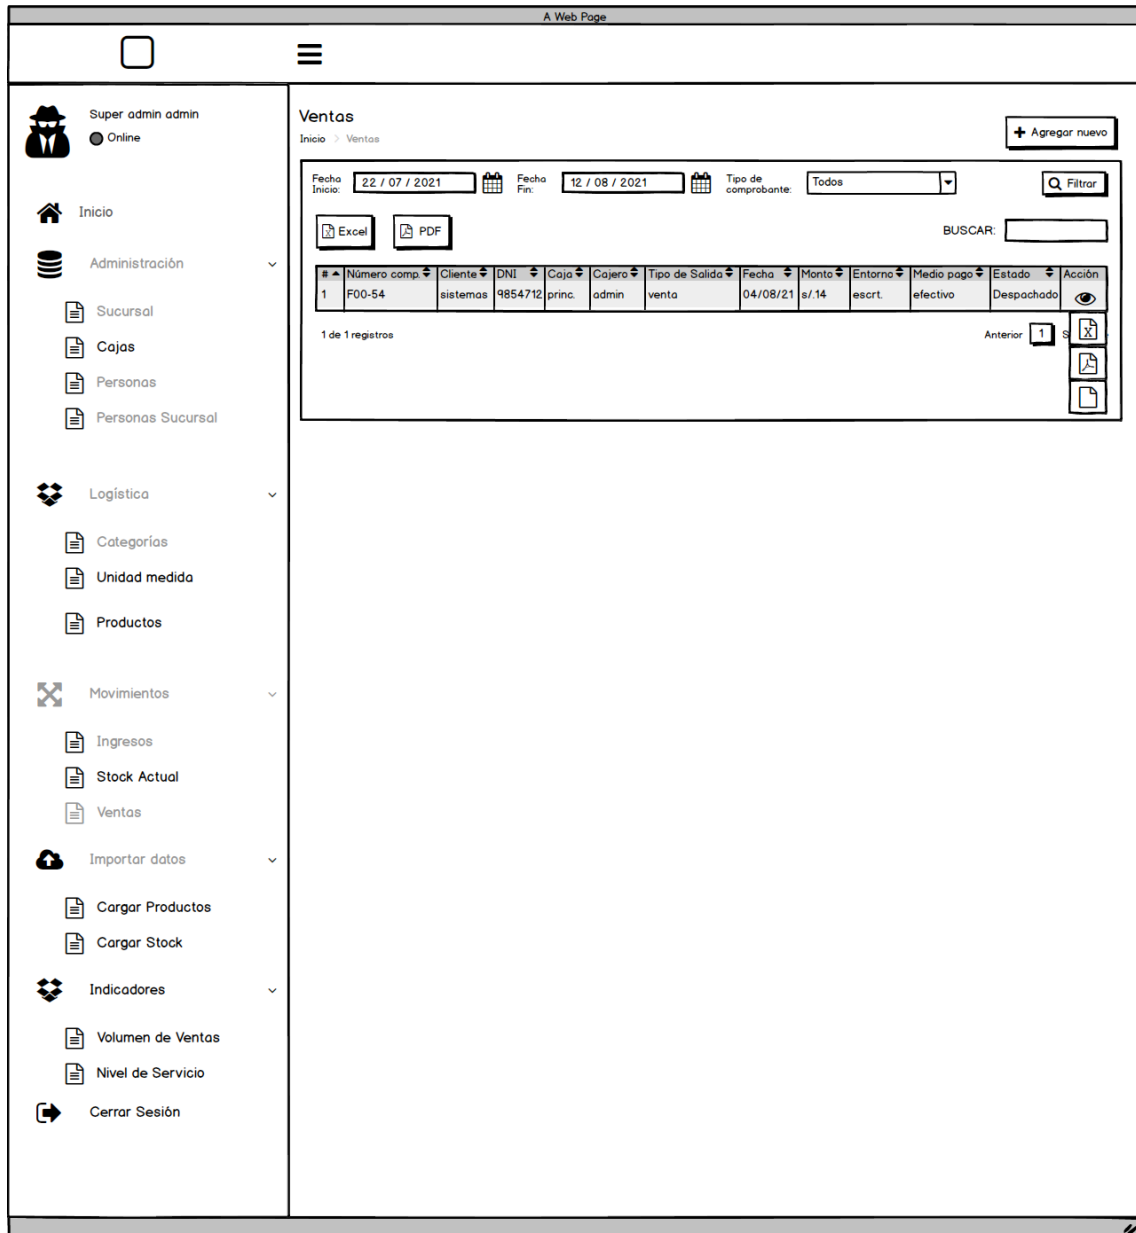 A Web Page
Super admin admin
Online
Inicio
Administración
Sucursal
Cajas
Personas
Personas Sucursal
Logística
Categorías
Unidad medida
Productos
Movimientos
Ingresos
Stock Actual
Ventas
Importar datos
Cargar Productos
Cargar Stock
Indicadores
Volumen de Ventas
Nivel de Servicio
Cerrar Sesión
Ventas
Inicio > Ventas
+ Agregar nuevo
Fecha Inicio: 22 / 07 / 2021 Fecha Fin: 12 / 08 / 2021 Tipo de comprobante: Todos Filtrar
Excel PDF BUSCAR:
# Número comp. Cliente DNI Caja Cajero Tipo de Salida Fecha Monto Entorno Medio pago Estado Acción
1 F00-54 sistemas 9854712 princ. admin venta 04/08/21 s/.14 escrt. efectivo Despachado
1 de 1 registros Anterior 1